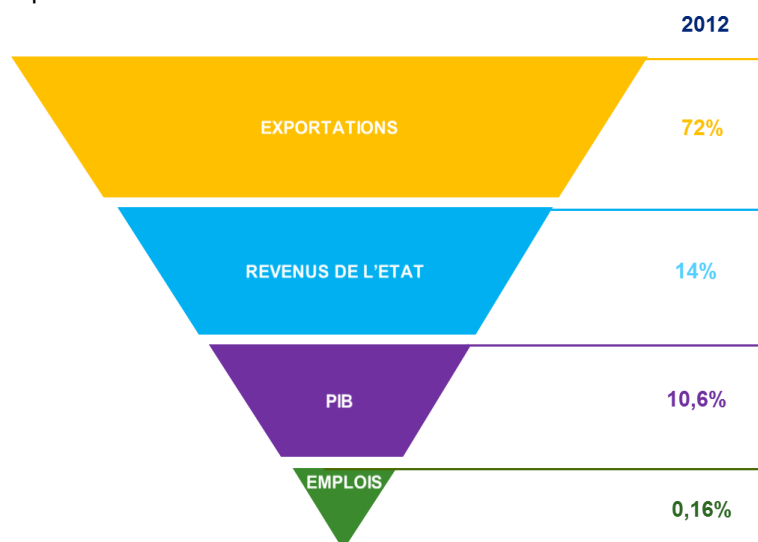 2012
EXPORTATIONS
72%
REVENUS DE L'ETAT
14%
PIB
10,6%
EMPLOIS
0,16%